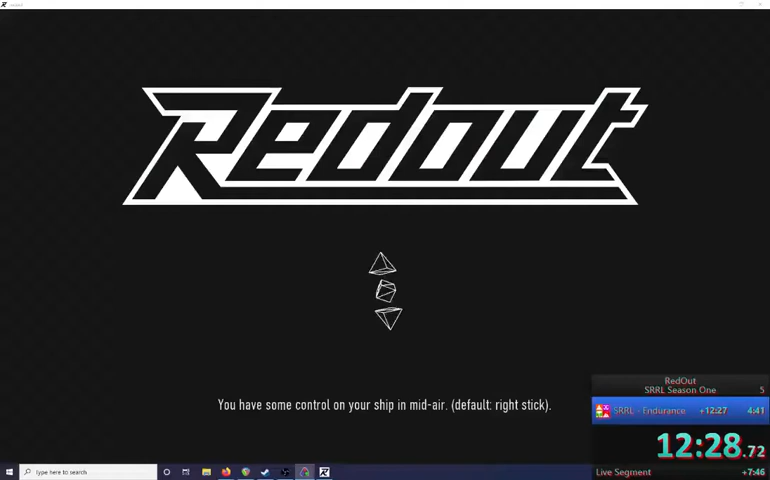 Redout
You have some control on your ship in mid-air. (default: right stick).
RedOut
SRRL Season One 5
SRRL - Endurance +12:27 4:41
12:28.72
Live Segment +7:46
Type here to search